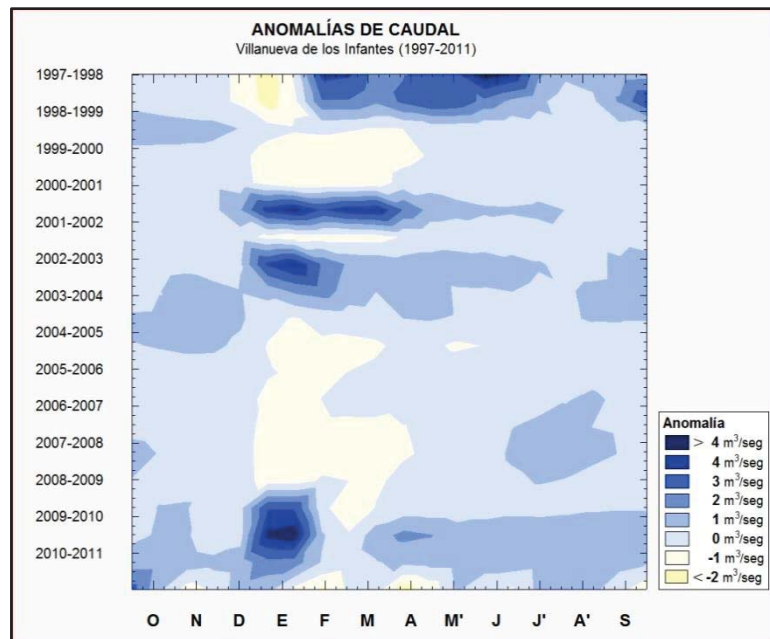 ANOMALÍAS DE CAUDAL
Villanueva de los Infantes (1997-2011)
1997-1998
1998-1999
1999-2000
2000-2001
2001-2002
2002-2003
2003-2004
2004-2005
2005-2006
2006-2007
2007-2008
2008-2009
2009-2010
2010-2011
O N D E F M A M' J J' A' S
Anomalía
> 4 m³/seg
4 m³/seg
3 m³/seg
2 m³/seg
1 m³/seg
0 m³/seg
-1 m³/seg
<-2 m³/seg